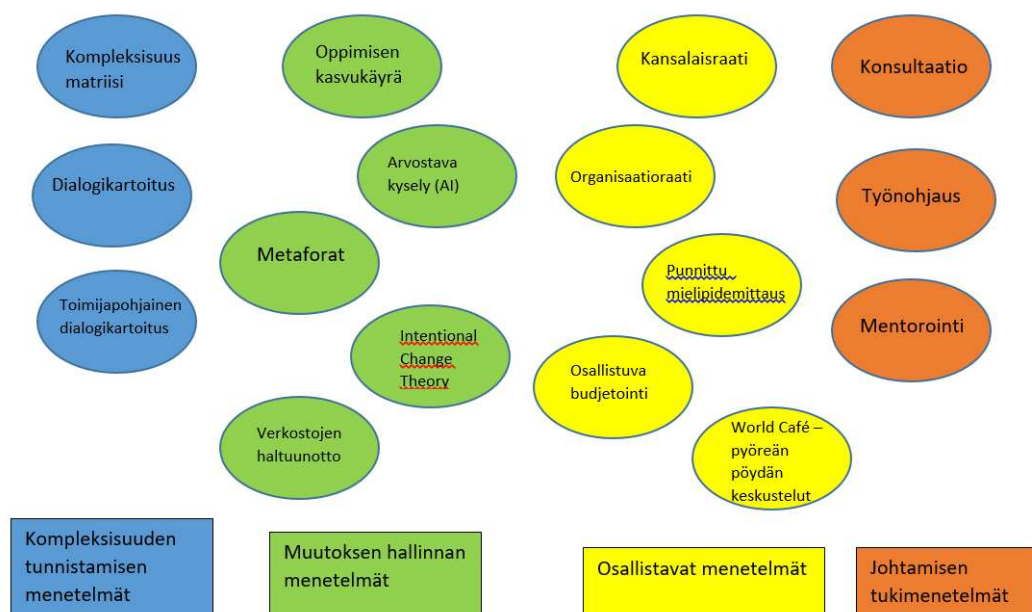 Kompleksisuus
matriisi
Dialogikartoitus
Toimijapohjainen
dialogikartoitus
Oppimisen
kasvukäyrä
Arvostava
kysely (AI)
Metaforat
Intentional
Change
Theory
Verkostojen
haltuunotto
Kansalaisraati
Organisaatioraati
Punnittu
mielipidemittaus
Osallistuva
budjetointi
World Café –
pyöreän
pöydän
keskustelut
Konsultaatio
Työnohjaus
Mentorointi
Kompleksisuuden
tunnistamisen
menetelmät
Muutoksen hallinnan
menetelmät
Osallistavat menetelmät
Johtamisen
tukimenetelmät